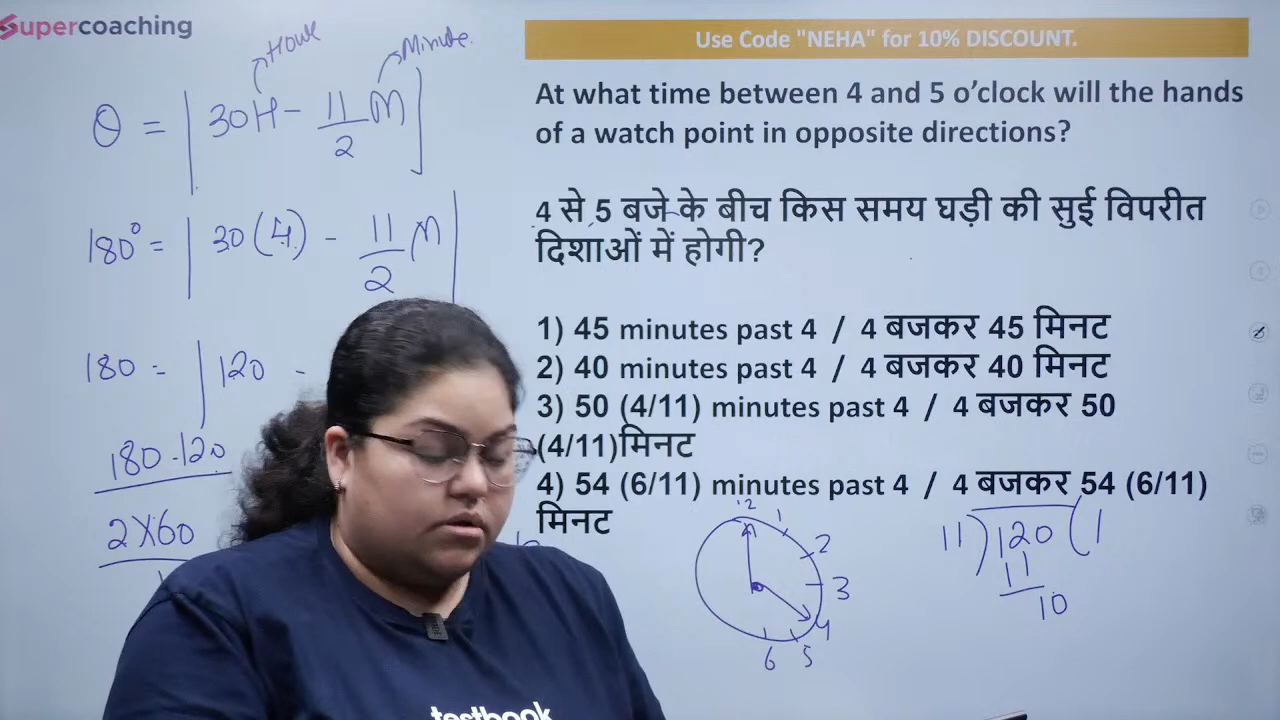 Supercoaching
Use Code "NEHA" for 10% DISCOUNT.
At what time between 4 and 5 o'clock will the hands
of a watch point in opposite directions?
4 से 5 बजे के बीच किस समय घड़ी की सुई विपरीत
दिशाओं में होगी?
1) 45 minutes past 4 / 4 बजकर 45 मिनट
2) 40 minutes past 4 / 4 बजकर 40 मिनट
3) 50 (4/11) minutes past 4 / 4 बजकर 50
(4/11)मिनट
4) 54 (6/11) minutes past 4 / 4 बजकर 54 (6/11)
मिनट
Hour
Minute
θ = | 30H - 11/2 M |
180° = | 30(4) - 11/2 M |
180 = | 120 -
180-120
2X60
12
1
2
3
4
5
6
11) 120 ( 1
11
10
testbook